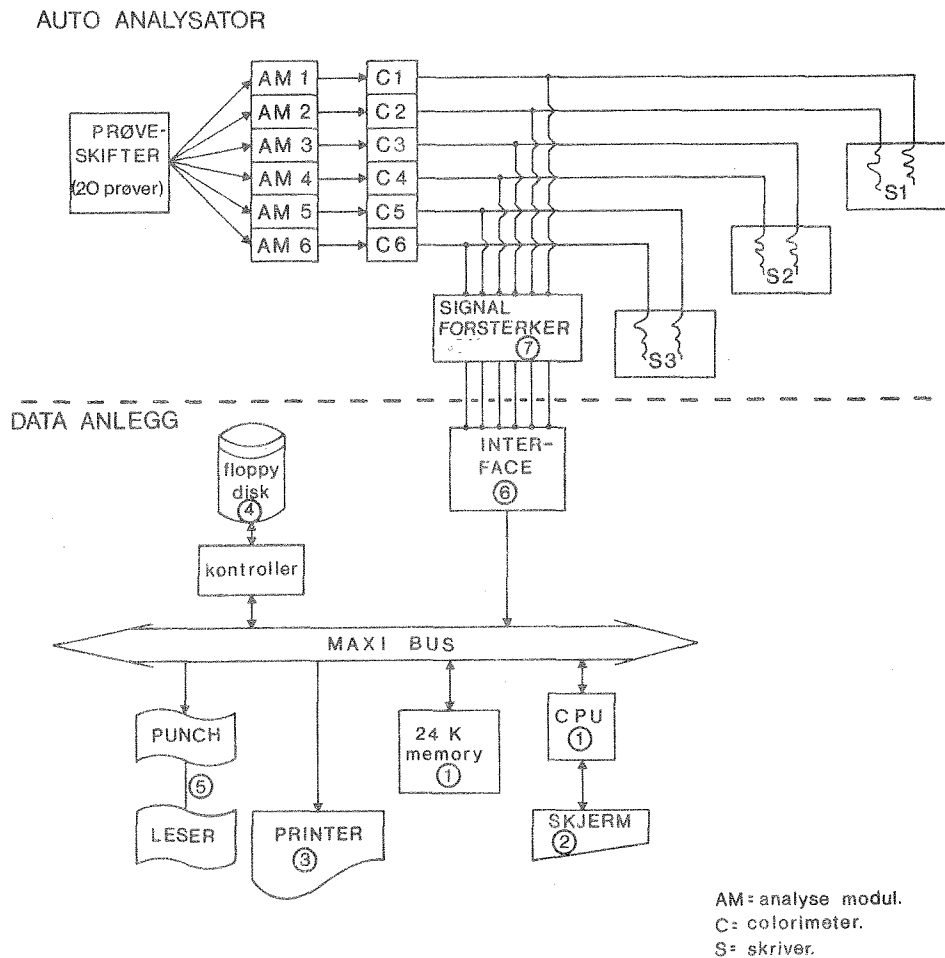 AUTO ANALYSATOR
PRØVE-
SKIFTER
(20 prøver)
AM 1
AM 2
AM 3
AM 4
AM 5
AM 6
C1
C2
C3
C4
C5
C6
S1
S2
S3
SIGNAL
FORSTERKER
7
DATA ANLEGG
floppy
disk
4
kontroller
INTER-
FACE
6
MAXI BUS
PUNCH
5
LESER
PRINTER
3
24 K
memory
1
CPU
1
SKJERM
2
AM= analyse modul.
C= colorimeter.
S= skriver.